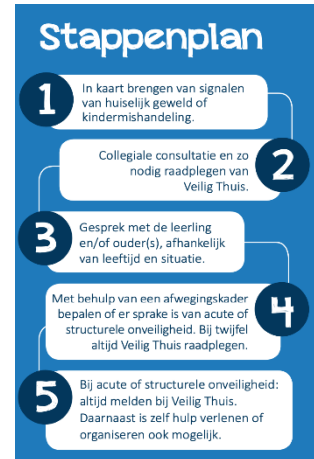 Stappenplan
1
In kaart brengen van signalen
van huiselijk geweld of
kindermishandeling.
Collegiale consultatie en zo
nodig raadplegen van
Veilig Thuis.
2
3
Gesprek met de leerling
en/of ouder(s), afhankelijk
van leeftijd en situatie.
Met behulp van een afwegingskader
bepalen of er sprake is van acute of
structurele onveiligheid. Bij twijfel
altijd Veilig Thuis raadplegen.
4
5
Bij acute of structurele onveiligheid:
altijd melden bij Veilig Thuis.
Daarnaast is zelf hulp verlenen of
organiseren ook mogelijk.